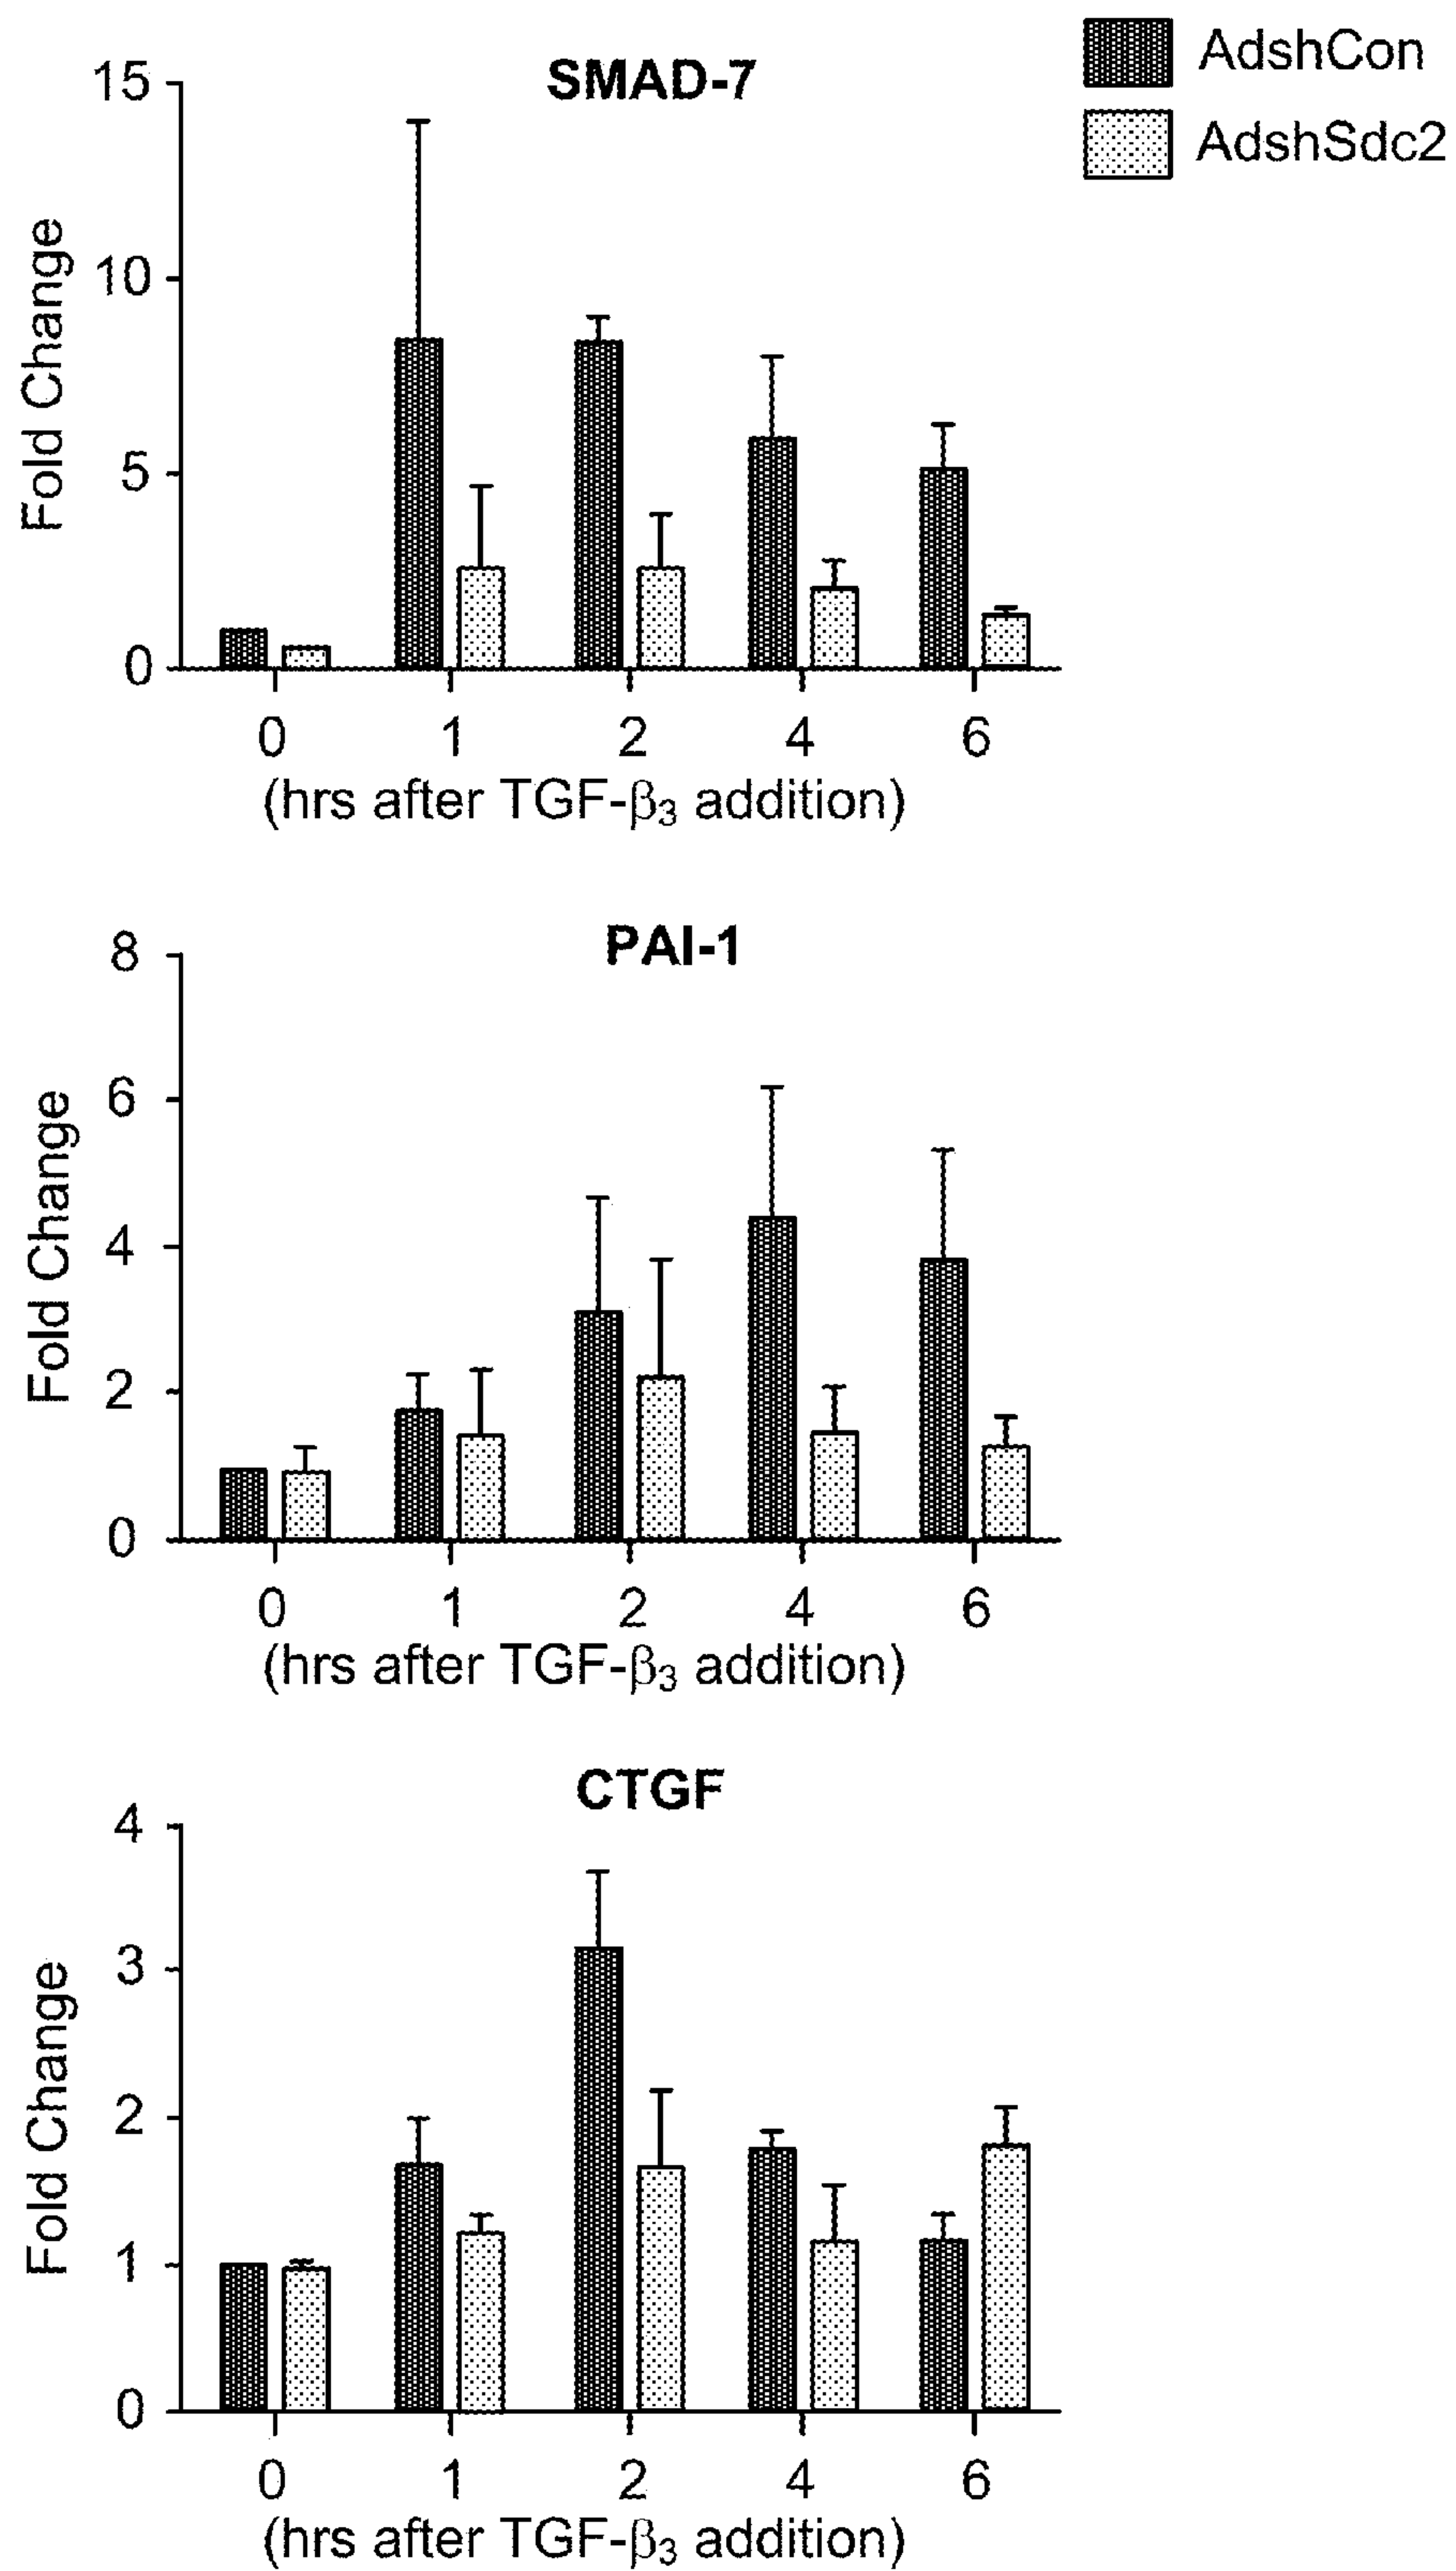 AdshCon
AdshSdc2
SMAD-7
Fold Change
15
10
5
0
0 1 2 4 6
(hrs after TGF-β₃ addition)
PAI-1
Fold Change
8
6
4
2
0
0 1 2 4 6
(hrs after TGF-β₃ addition)
CTGF
Fold Change
4
3
2
1
0
0 1 2 4 6
(hrs after TGF-β₃ addition)